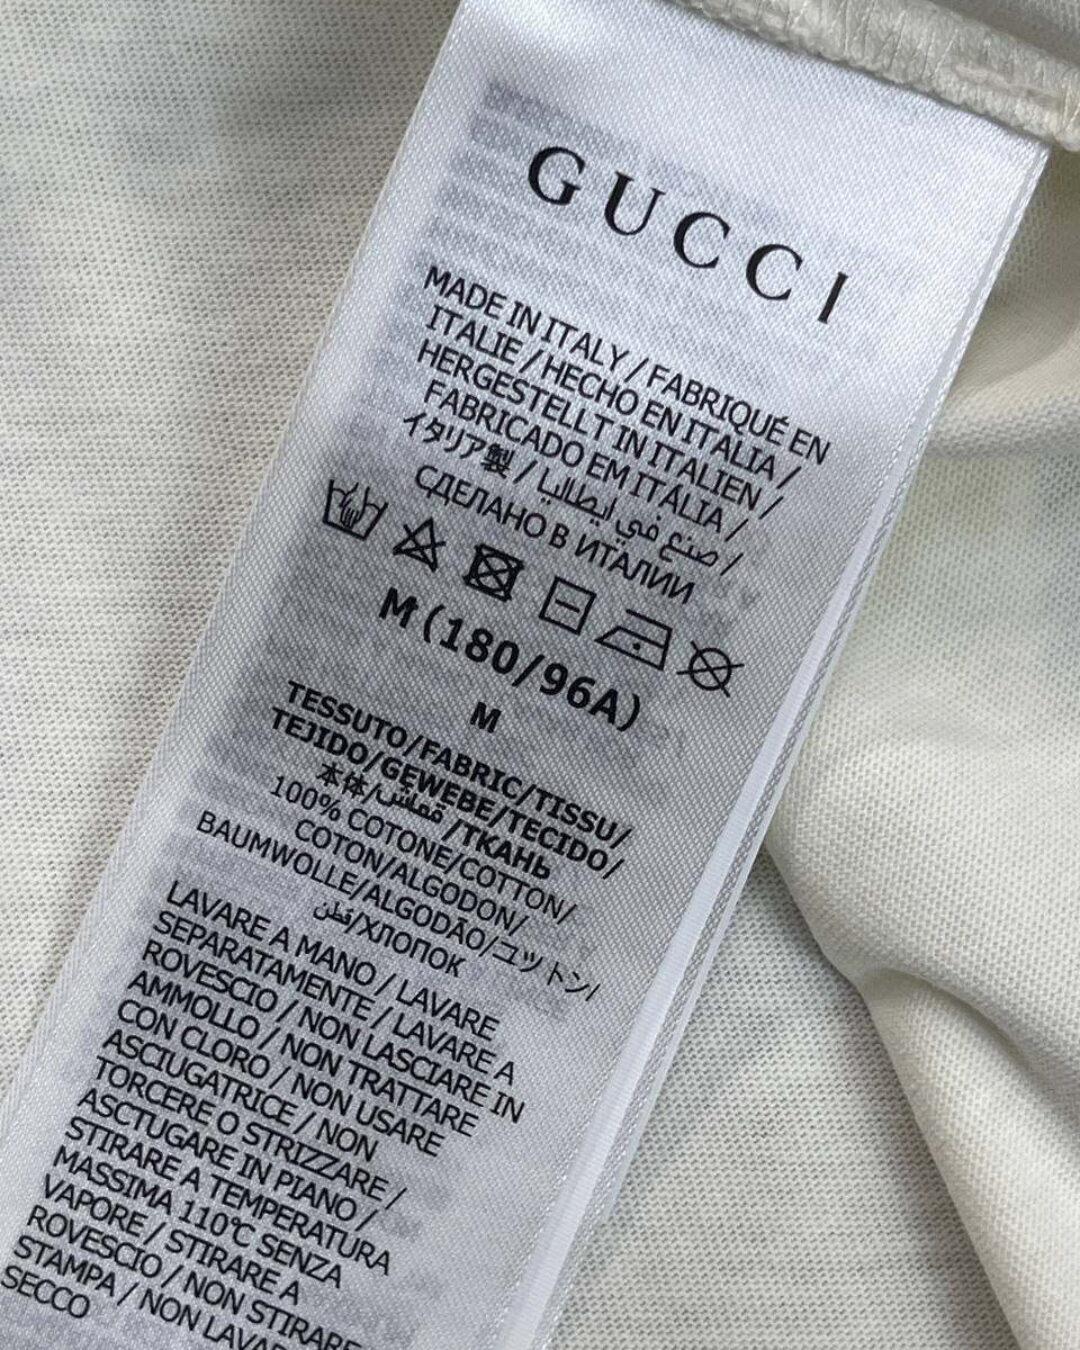 GUCCI
MADE IN ITALY / FABRIQUÉ EN
ITALIE / HECHO EN ITALIA /
HERGESTELLT IN ITALIEN /
FABRICADO EM ITÁLIA /
イタリア製 / صنع في ايطاليا /
СДЕЛАНО В ИТАЛИИ
M (180/96A)
M
TESSUTO/FABRIC/TISSU/
TEJIDO/GEWEBE/TECIDO/
本体/قماش/ТКАНЬ
100% COTONE/COTTON/
COTON/ALGODON/
BAUMWOLLE/ALGODÃO/コツトン/
قطن/ХЛОПОК
LAVARE A MANO / LAVARE
SEPARATAMENTE / LAVARE A
ROVESCIO / NON LASCIARE IN
AMMOLLO / NON TRATTARE
CON CLORO / NON USARE
ASCIUGATRICE / NON
TORCERE O STRIZZARE /
ASCTUGARE IN PIANO /
STIRARE A TEMPERATURA
MASSIMA 110℃ SENZA
VAPORE / STIRARE A
ROVESCIO / NON STIRARE
STAMPA / NON LAVARE
SECCO